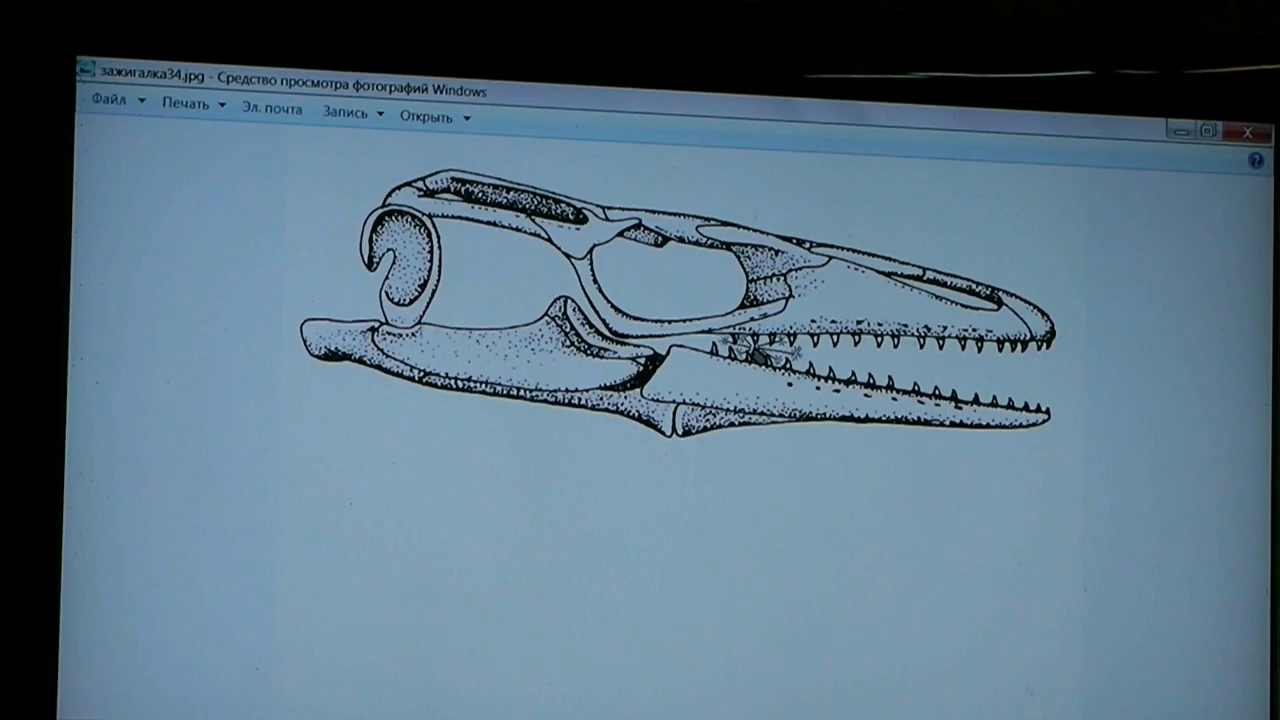 зажигалка34.jpg - Средство просмотра фотографий Windows
Файл Печать Эл. почта Запись Открыть